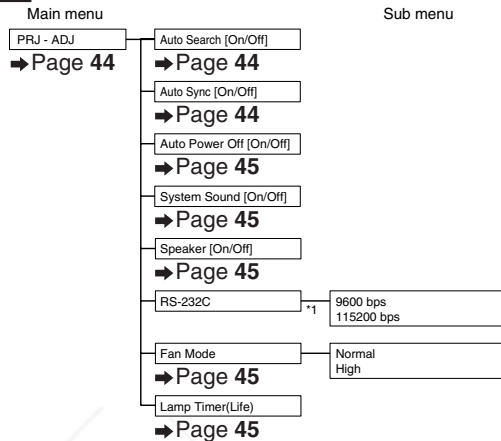 Main menu
Sub menu
PRJ - ADJ
➡Page 44
Auto Search [On/Off]
➡Page 44
Auto Sync [On/Off]
➡Page 44
Auto Power Off [On/Off]
➡Page 45
System Sound [On/Off]
➡Page 45
Speaker [On/Off]
➡Page 45
RS-232C
*1
9600 bps
115200 bps
Fan Mode
➡Page 45
Normal
High
Lamp Timer(Life)
➡Page 45